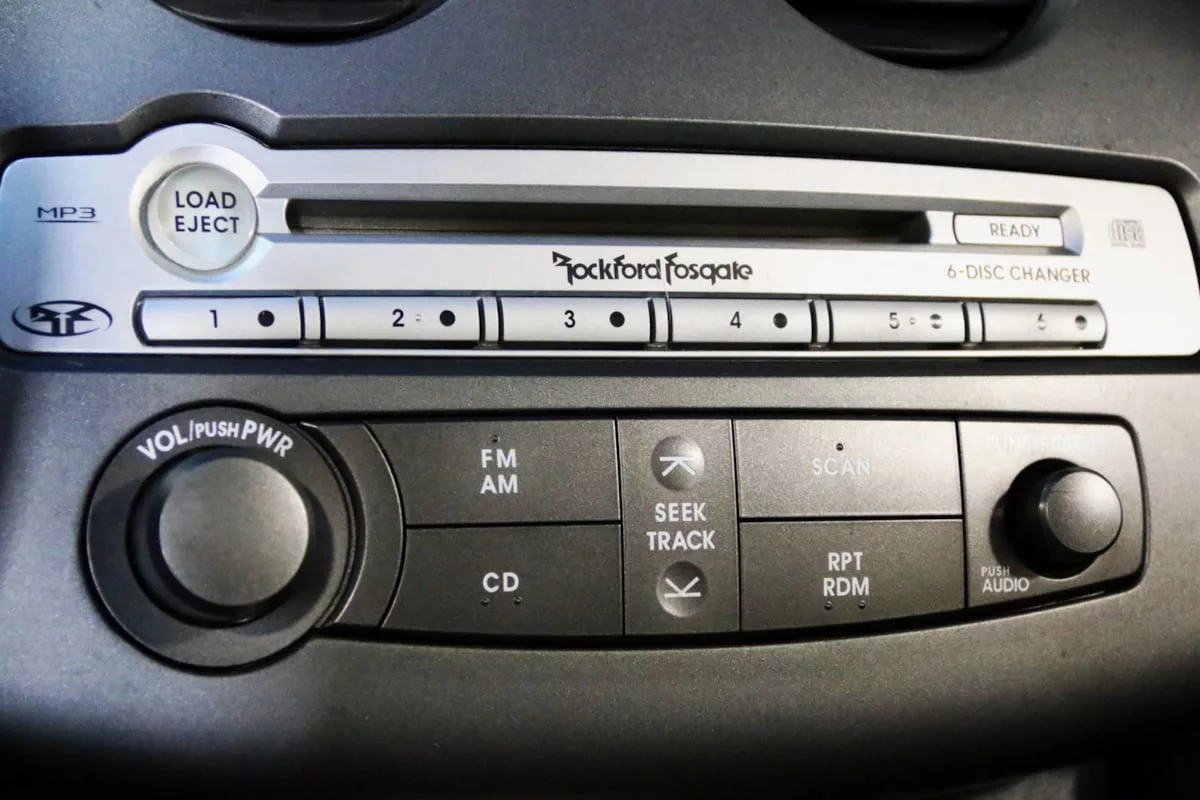 LOAD
EJECT
MP3
READY
Rockford Fosgate
6-DISC CHANGER
1 2 3 4 5 6
VOL/PUSH PWR
FM
AM
SCAN
SEEK
TRACK
CD
RPT
RDM
PUSH
AUDIO